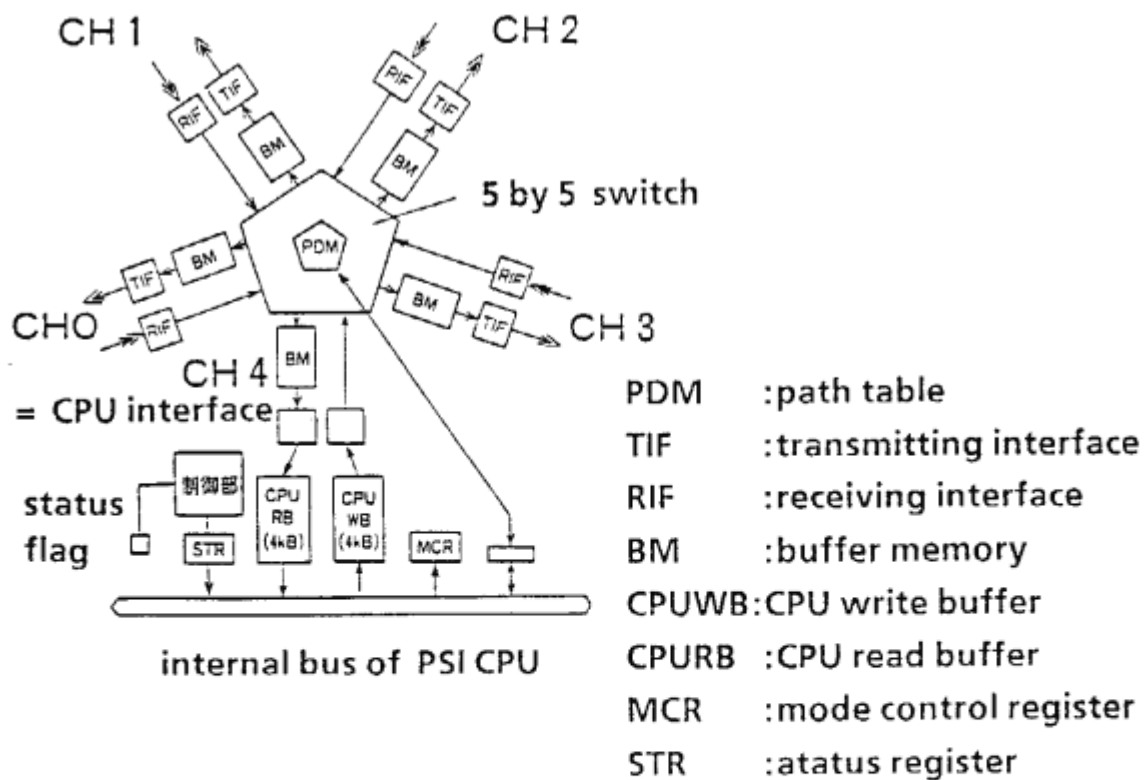 CH 1
CH 2
RIF
TIF
BM
RIF
TIF
BM
5 by 5 switch
PDM
TIF
BM
RIF
CH0
RIF
BM
TIF
CH 3
CH 4
BM
= CPU interface
status
flag
制御部
STR
CPU
RB
(4kB)
CPU
WB
(4kB)
MCR
internal bus of PSI CPU
PDM :path table
TIF :transmitting interface
RIF :receiving interface
BM :buffer memory
CPUWB:CPU write buffer
CPURB :CPU read buffer
MCR :mode control register
STR :atatus register